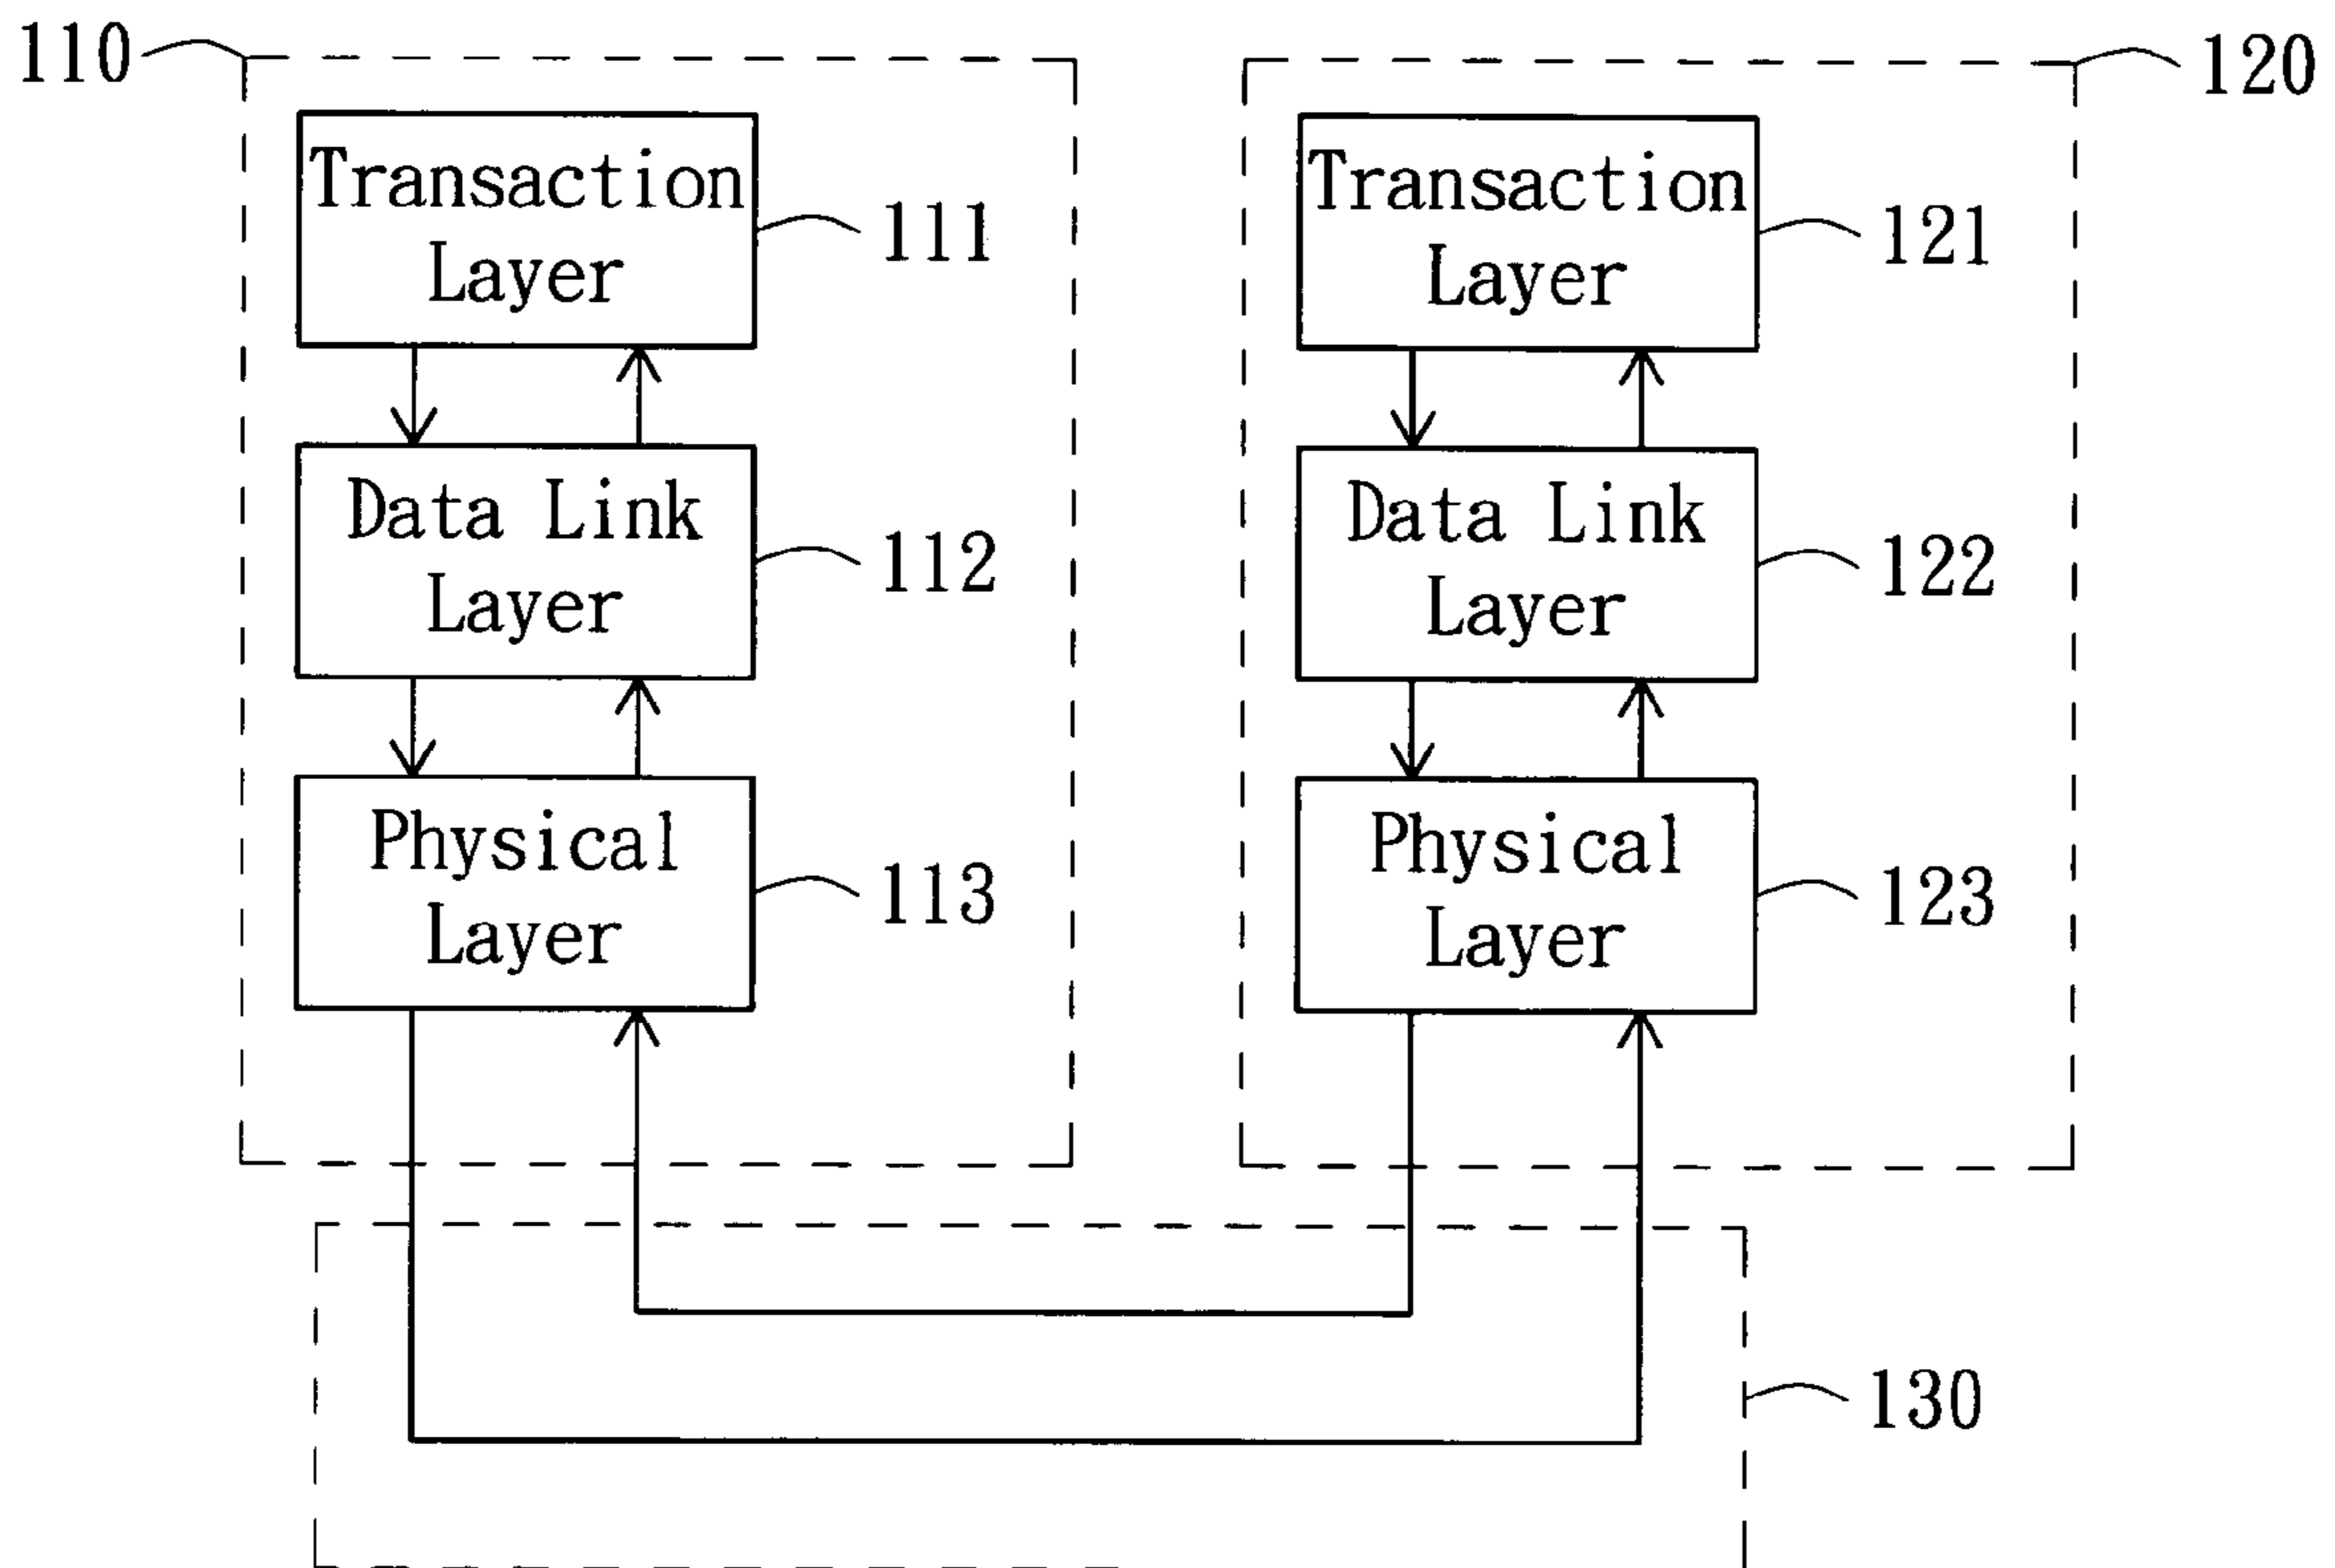 110
120
Transaction
Layer
111
Transaction
Layer
121
Data Link
Layer
112
Data Link
Layer
122
Physical
Layer
113
Physical
Layer
123
130